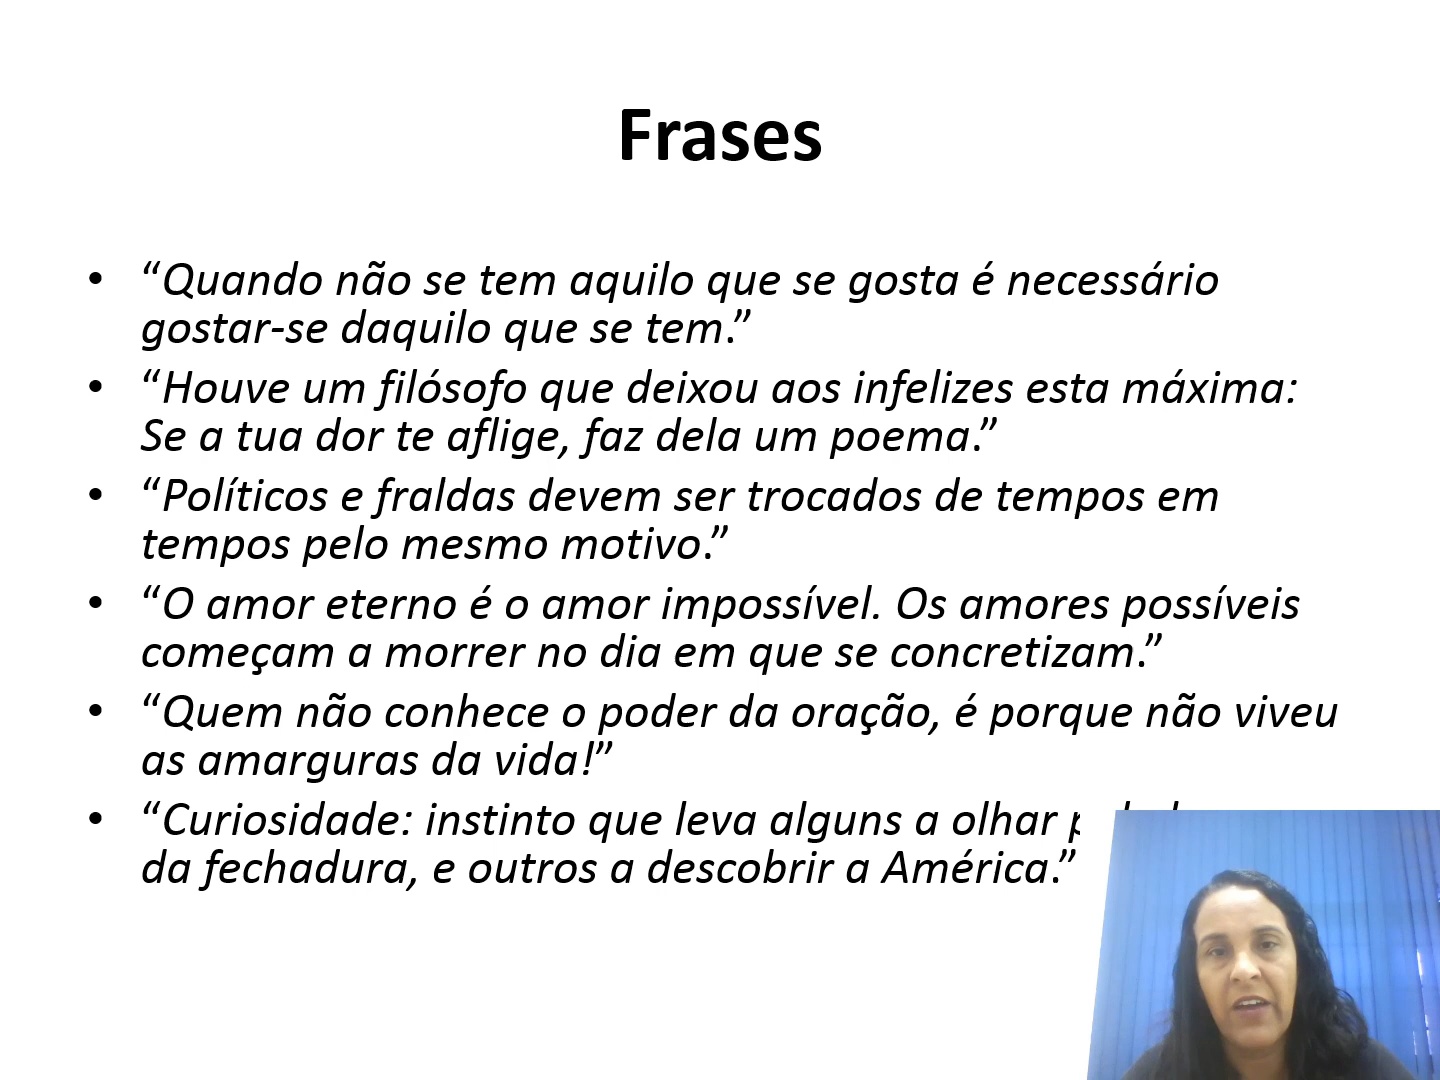 Frases
• “Quando não se tem aquilo que se gosta é necessário
gostar-se daquilo que se tem.”
• “Houve um filósofo que deixou aos infelizes esta máxima:
Se a tua dor te aflige, faz dela um poema.”
• “Políticos e fraldas devem ser trocados de tempos em
tempos pelo mesmo motivo.”
• “O amor eterno é o amor impossível. Os amores possíveis
começam a morrer no dia em que se concretizam.”
• “Quem não conhece o poder da oração, é porque não viveu
as amarguras da vida!”
• “Curiosidade: instinto que leva alguns a olhar
da fechadura, e outros a descobrir a América.”